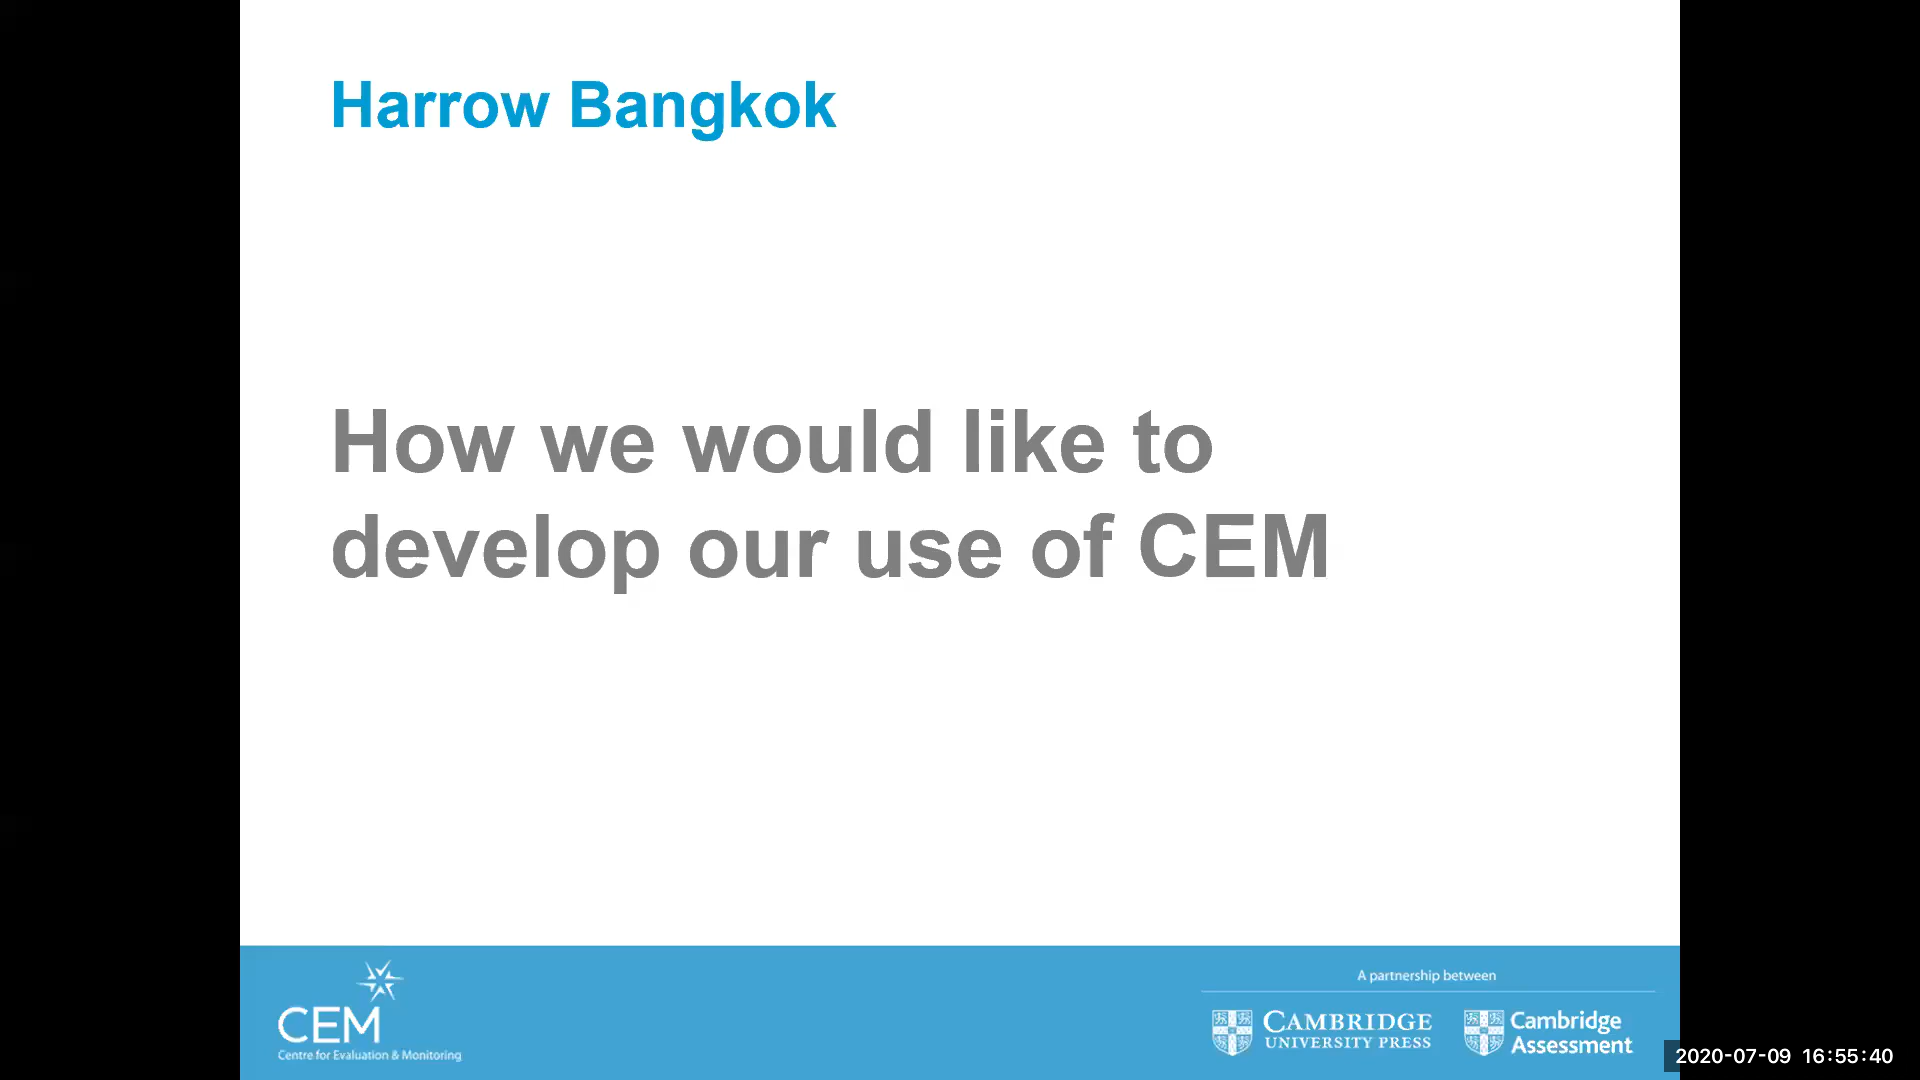 Harrow Bangkok
How we would like to
develop our use of CEM
CEM
Centre for Evaluation & Monitoring
A partnership between
CAMBRIDGE
UNIVERSITY PRESS
Cambridge
Assessment
2020-07-09 16:55:40